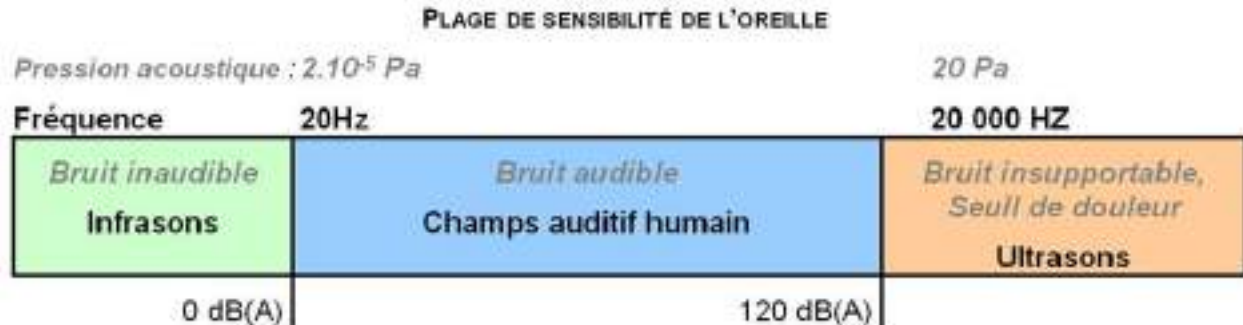 PLAGE DE SENSIBILITÉ DE L'OREILLE
Pression acoustique : 2.10⁻⁵ Pa 20 Pa
Fréquence 20Hz 20 000 HZ
Bruit inaudible
Infrasons
Bruit audible
Champs auditif humain
Bruit insupportable,
Seuil de douleur
Ultrasons
0 dB(A) 120 dB(A)